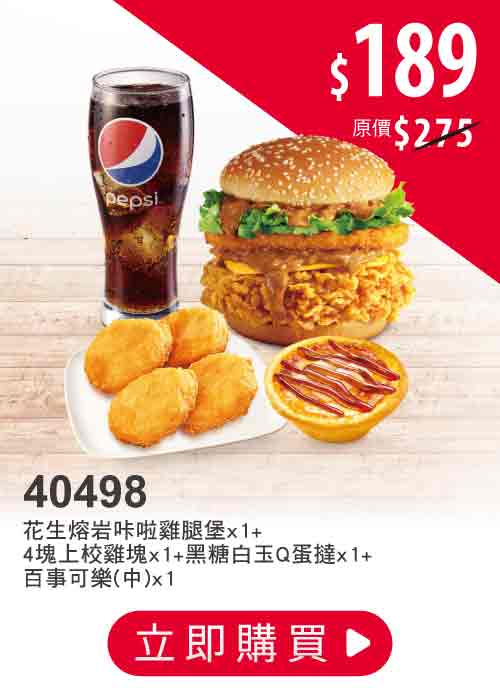 $189
原價$275
pepsi
40498
花生熔岩咔啦雞腿堡x1+
4塊上校雞塊x1+黑糖白玉Q蛋撻x1+
百事可樂(中)x1
立即購買